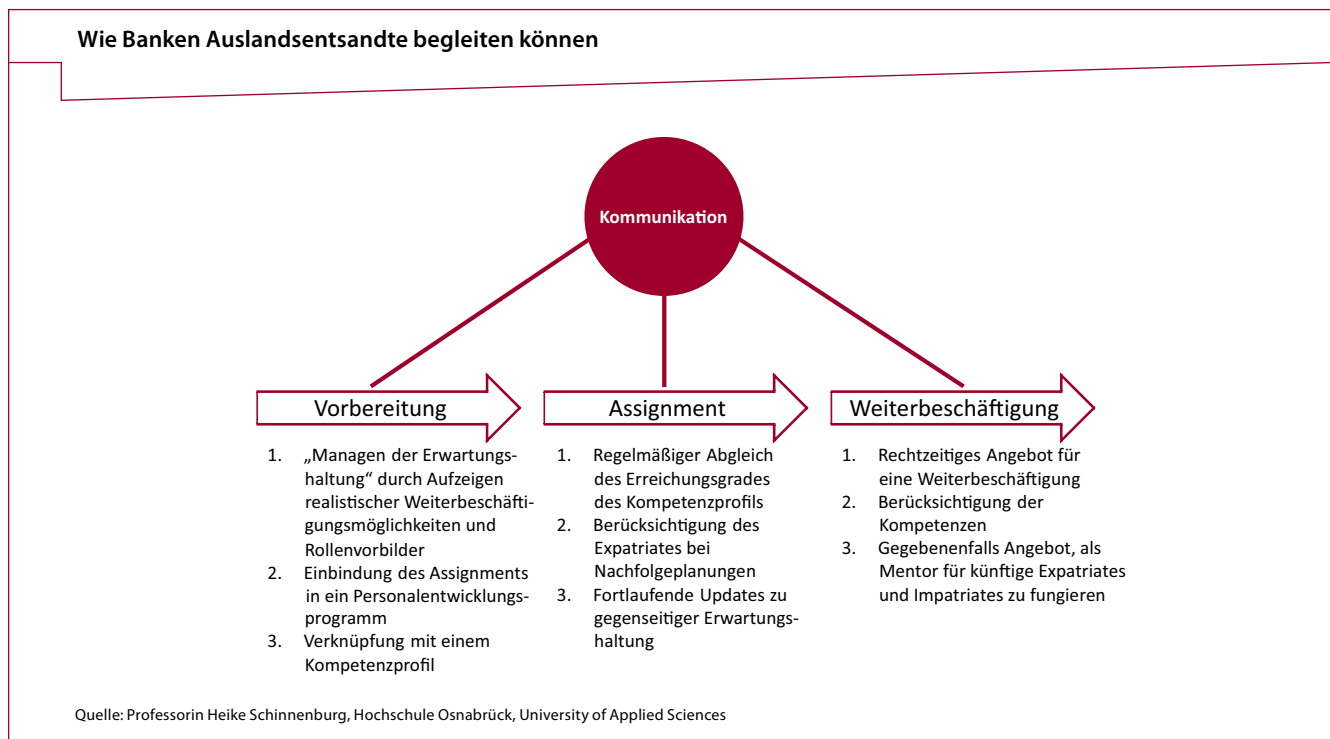 Wie Banken Auslandsentsandte begleiten können
Kommunikation
Vorbereitung
1. „Managen der Erwartungs-
haltung“ durch Aufzeigen
realistischer Weiterbeschäfti-
gungsmöglichkeiten und
Rollenvorbilder
2. Einbindung des Assignments
in ein Personalentwicklungs-
programm
3. Verknüpfung mit einem
Kompetenzprofil
Assignment
1. Regelmäßiger Abgleich
des Erreichungsgrades
des Kompetenzprofils
2. Berücksichtigung des
Expatriates bei
Nachfolgeplanungen
3. Fortlaufende Updates zu
gegenseitiger Erwartungs-
haltung
Weiterbeschäftigung
1. Rechtzeitiges Angebot für
eine Weiterbeschäftigung
2. Berücksichtigung der
Kompetenzen
3. Gegebenenfalls Angebot, als
Mentor für künftige Expatriates
und Impatriates zu fungieren
Quelle: Professorin Heike Schinnenburg, Hochschule Osnabrück, University of Applied Sciences